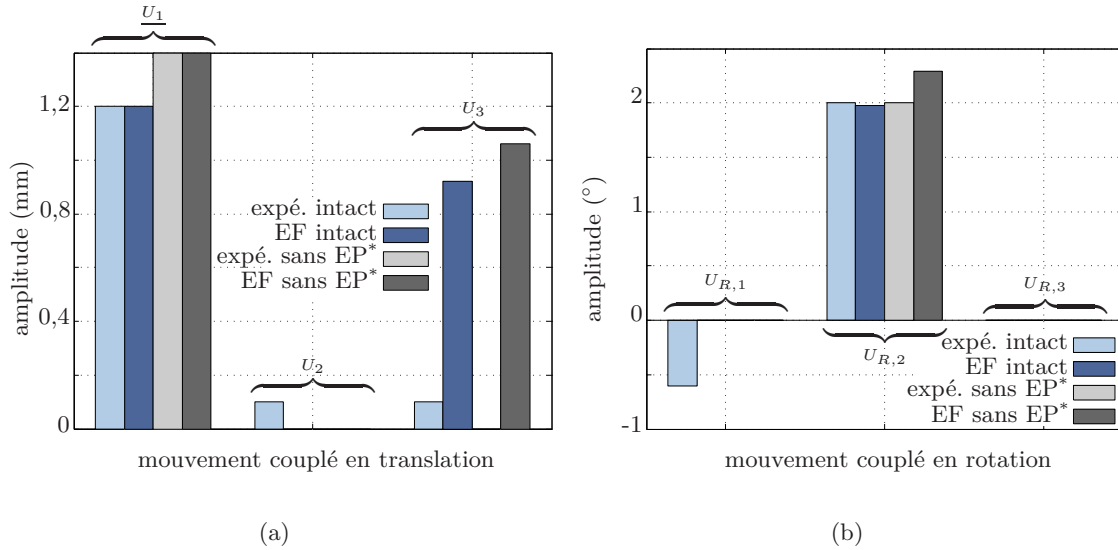 U1
1,2
0,8
0,4
0
amplitude (mm)
U3
expé. intact
EF intact
expé. sans EP*
EF sans EP*
U2
mouvement couplé en translation
(a)
2
1
0
-1
amplitude (°)
UR,1
UR,3
UR,2
expé. intact
EF intact
expé. sans EP*
EF sans EP*
mouvement couplé en rotation
(b)